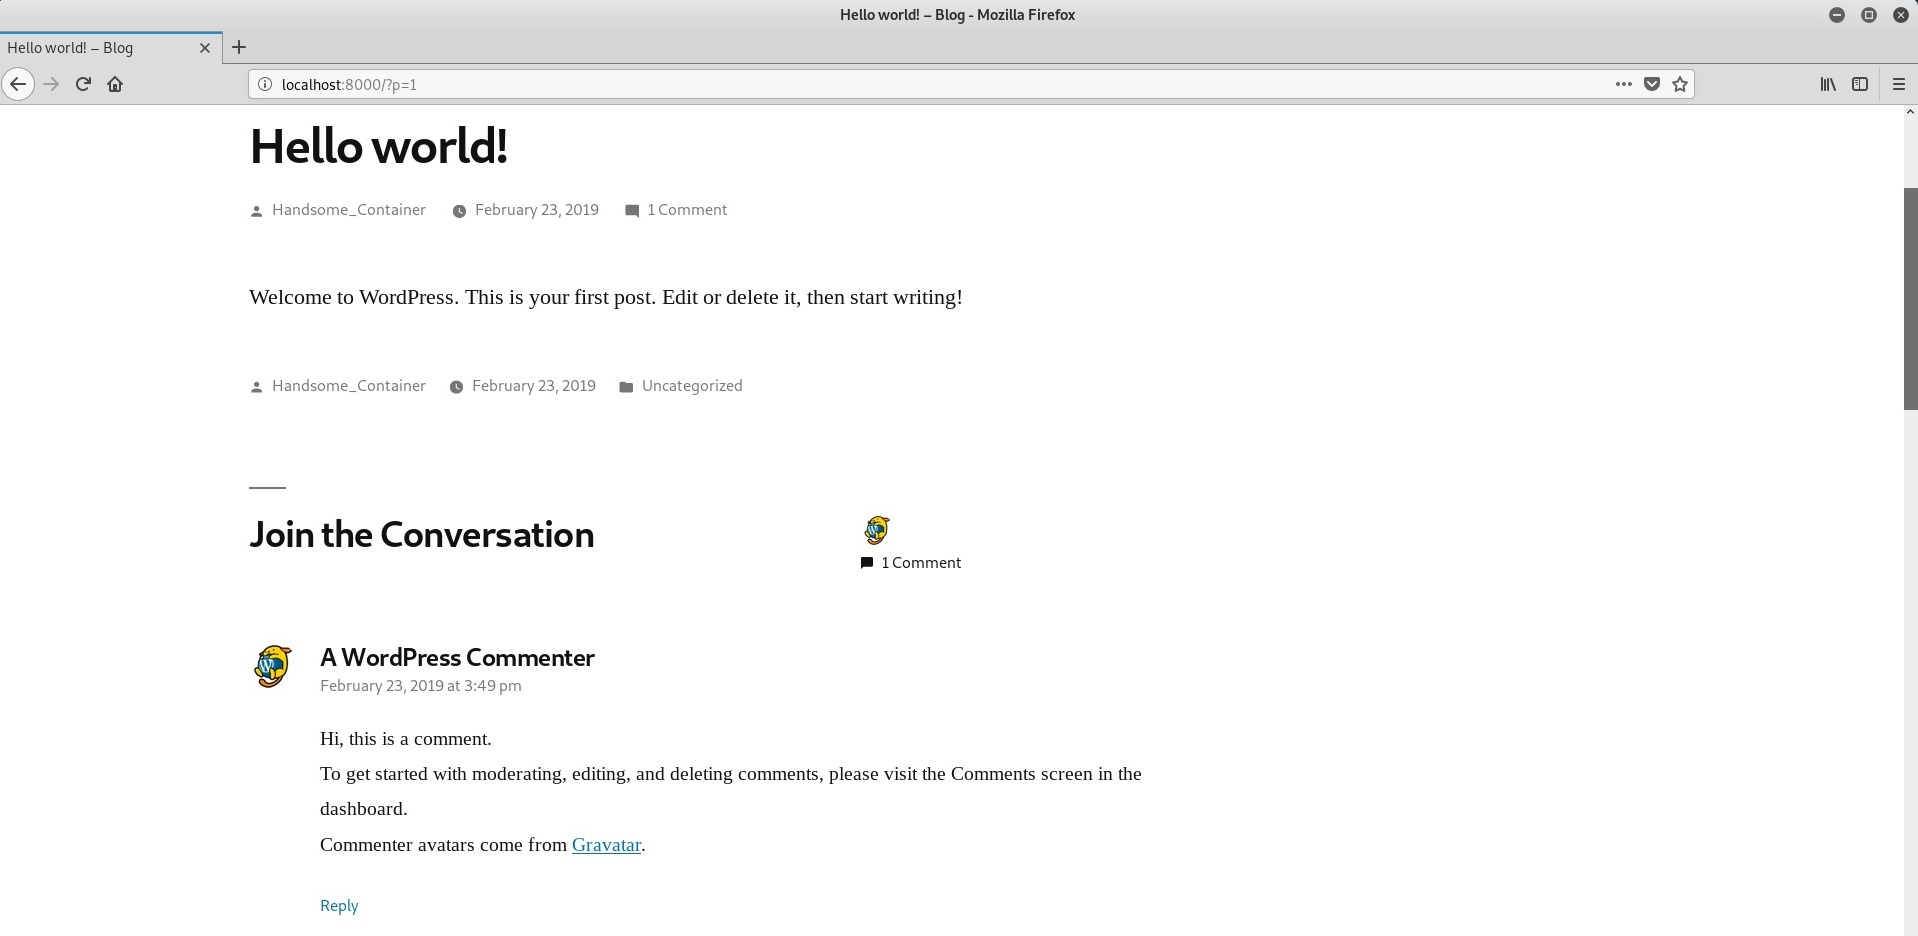 Hello world! – Blog - Mozilla Firefox
Hello world! – Blog
localhost:8000/?p=1
Hello world!
Handsome_Container February 23, 2019 1 Comment
Welcome to WordPress. This is your first post. Edit or delete it, then start writing!
Handsome_Container February 23, 2019 Uncategorized
Join the Conversation
1 Comment
A WordPress Commenter
February 23, 2019 at 3:49 pm
Hi, this is a comment.
To get started with moderating, editing, and deleting comments, please visit the Comments screen in the
dashboard.
Commenter avatars come from Gravatar.
Reply